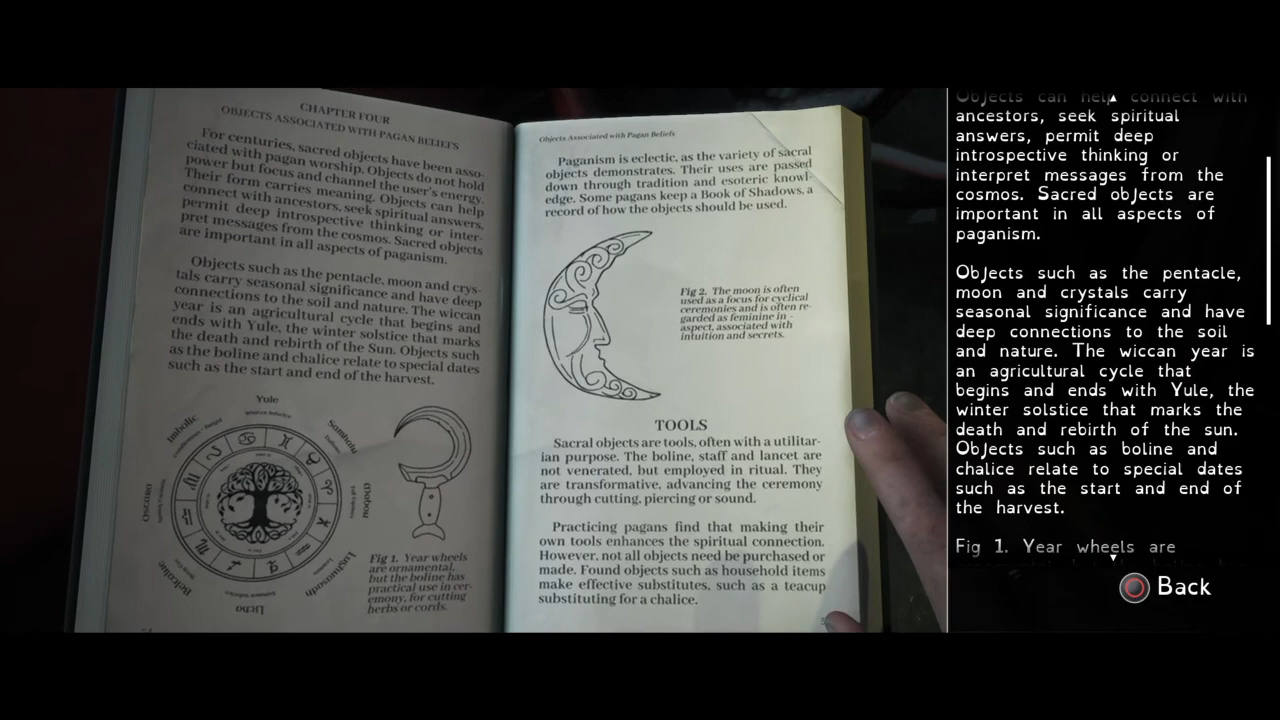 CHAPTER FOUR
OBJECTS ASSOCIATED WITH PAGAN BELIEFS
For centuries, sacred objects have been asso-
ciated with pagan worship. Objects do not hold
power but focus and channel the user's energy.
Their form carries meaning. Objects can help
connect with ancestors, seek spiritual answers,
permit deep introspective thinking or inter-
pret messages from the cosmos. Sacred objects
are important in all aspects of paganism.
Objects such as the pentacle, moon and crys-
tals carry seasonal significance and have deep
connections to the soil and nature. The wiccan
year is an agricultural cycle that begins and
ends with Yule, the winter solstice that marks
the death and rebirth of the Sun. Objects such
as the boline and chalice relate to special dates
such as the start and end of the harvest.
Yule
Imbolic
Fig 1. Year wheels
are ornamental,
but the boline has
practical use in cer-
emony, for cutting
herbs or cords.
Objects Associated with Pagan Beliefs
Paganism is eclectic, as the variety of sacral
objects demonstrates. Their uses are passed
down through tradition and esoteric knowl-
edge. Some pagans keep a Book of Shadows, a
record of how the objects should be used.
Fig 2. The moon is often
used as a focus for cyclical
ceremonies and is often re-
garded as feminine in -
aspect, associated with
intuition and secrets.
TOOLS
Sacral objects are tools, often with a utilitar-
ian purpose. The boline, staff and lancet are
not venerated, but employed in ritual. They
are transformative, advancing the ceremony
through cutting, piercing or sound.
Practicing pagans find that making their
own tools enhances the spiritual connection.
However, not all objects need be purchased or
made. Found objects such as household items
make effective substitutes, such as a teacup
substituting for a chalice.
Objects can help connect with
ancestors, seek spiritual
answers, permit deep
introspective thinking or
interpret messages from the
cosmos. Sacred objects are
important in all aspects of
paganism.
Objects such as the pentacle,
moon and crystals carry
seasonal significance and have
deep connections to the soil
and nature. The wiccan year is
an agricultural cycle that
begins and ends with Yule, the
winter solstice that marks the
death and rebirth of the sun.
Objects such as boline and
chalice relate to special dates
such as the start and end of
the harvest.
Fig 1. Year wheels are
Back